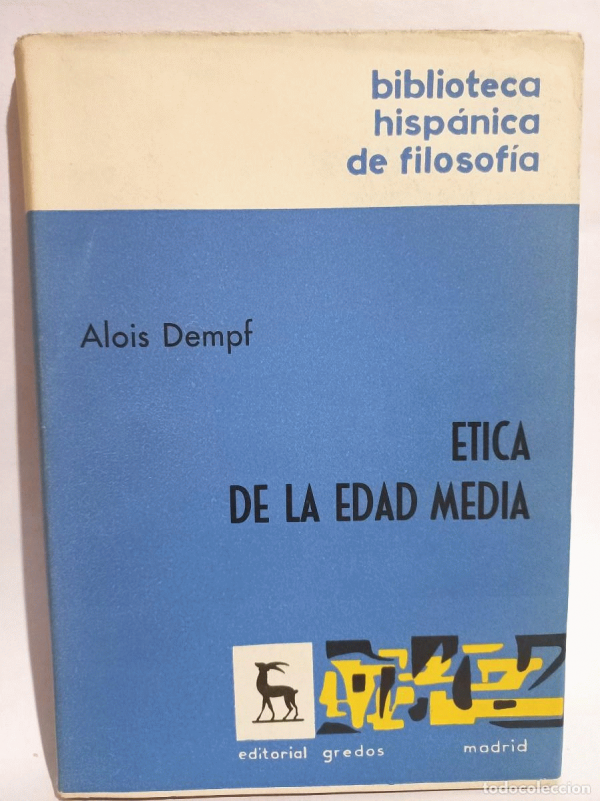 biblioteca
hispánica
de filosofía
Alois Dempf
ETICA
DE LA EDAD MEDIA
editorial gredos madrid
todocoleccion